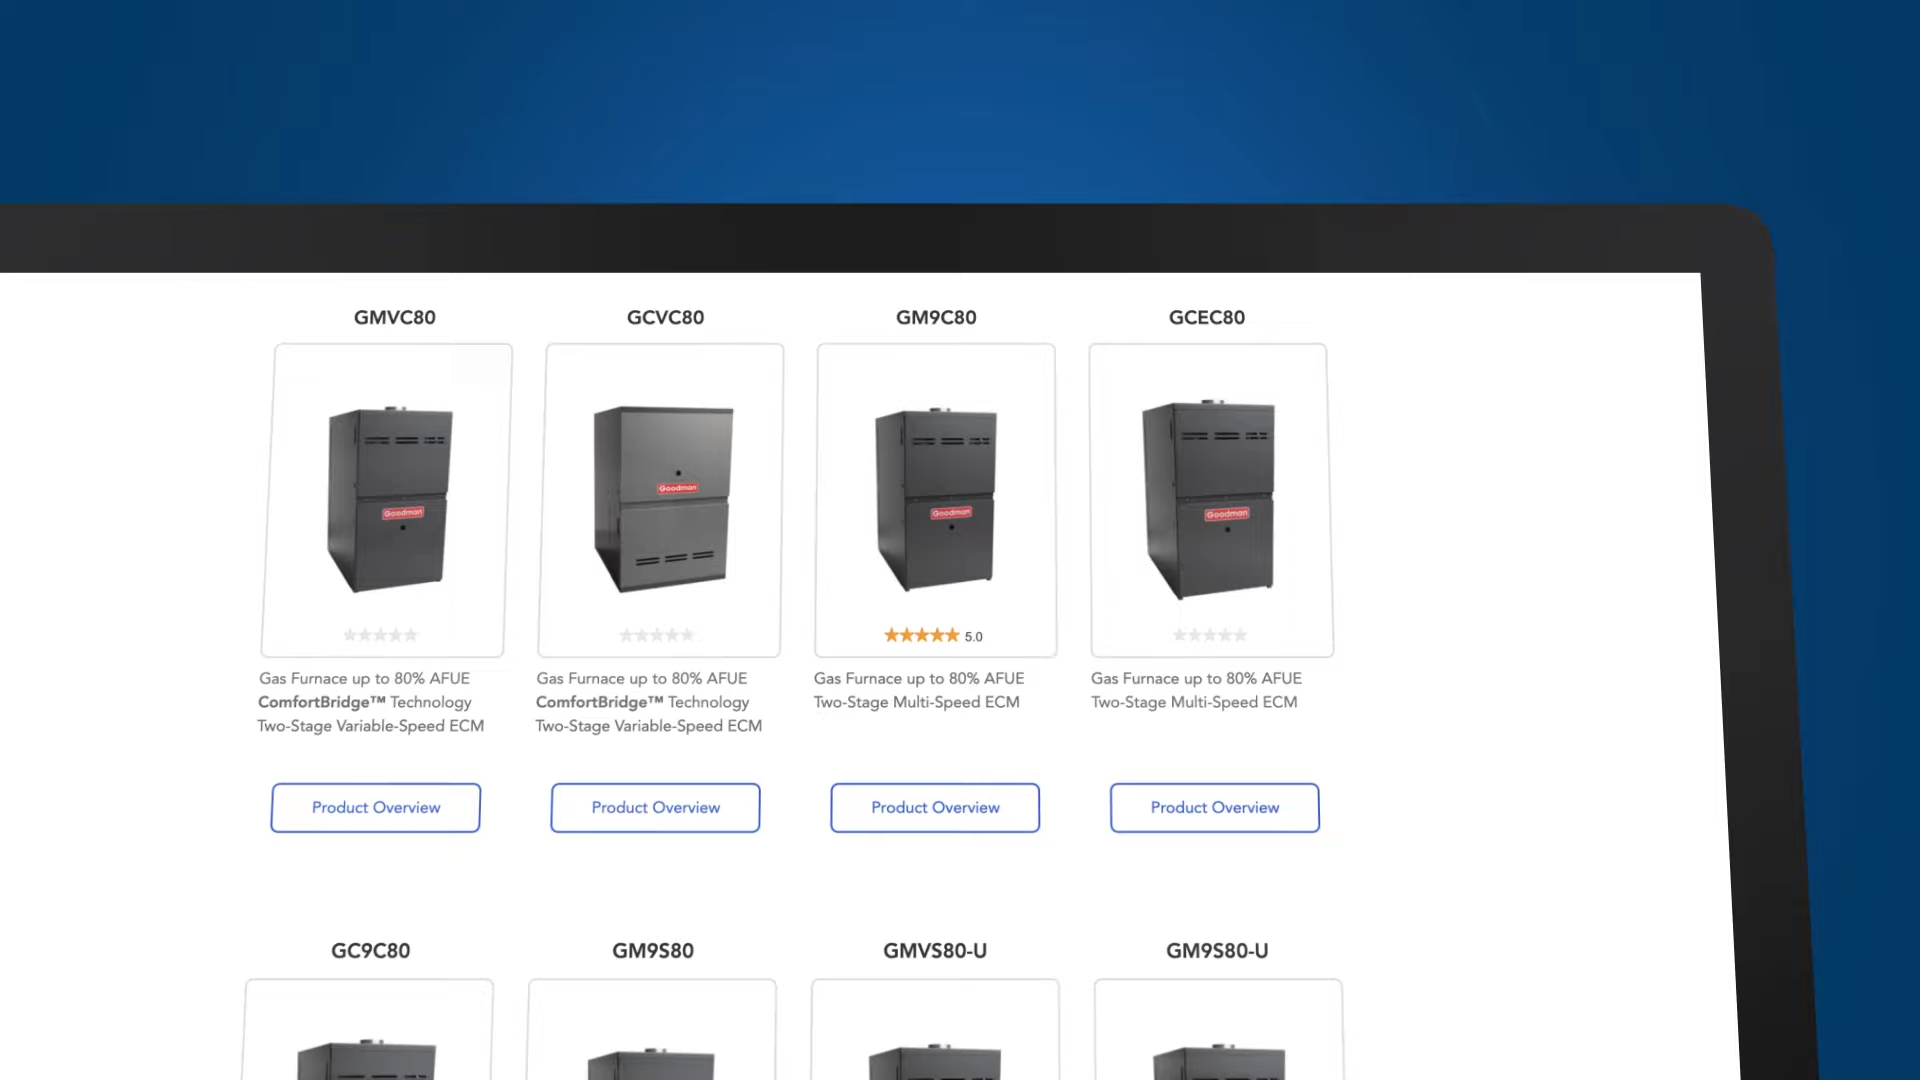 GMVC80
GCVC80
GM9C80
GCEC80
Goodman
Goodman
Goodman
Goodman
5.0
Gas Furnace up to 80% AFUE
ComfortBridge™ Technology
Two-Stage Variable-Speed ECM
Gas Furnace up to 80% AFUE
ComfortBridge™ Technology
Two-Stage Variable-Speed ECM
Gas Furnace up to 80% AFUE
Two-Stage Multi-Speed ECM
Gas Furnace up to 80% AFUE
Two-Stage Multi-Speed ECM
Product Overview
Product Overview
Product Overview
Product Overview
GC9C80
GM9S80
GMVS80-U
GM9S80-U